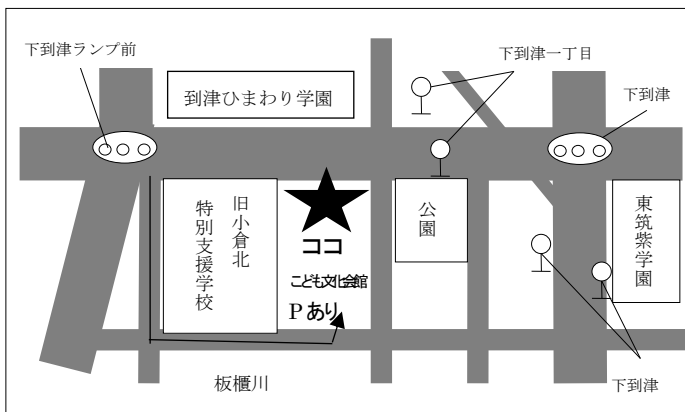 下到津ランプ前
到津ひまわり学園
下到津一丁目
下到津
旧小倉北
特別支援学校
ココ
こども文化会館
Pあり
公園
東筑紫学園
板櫃川
下到津